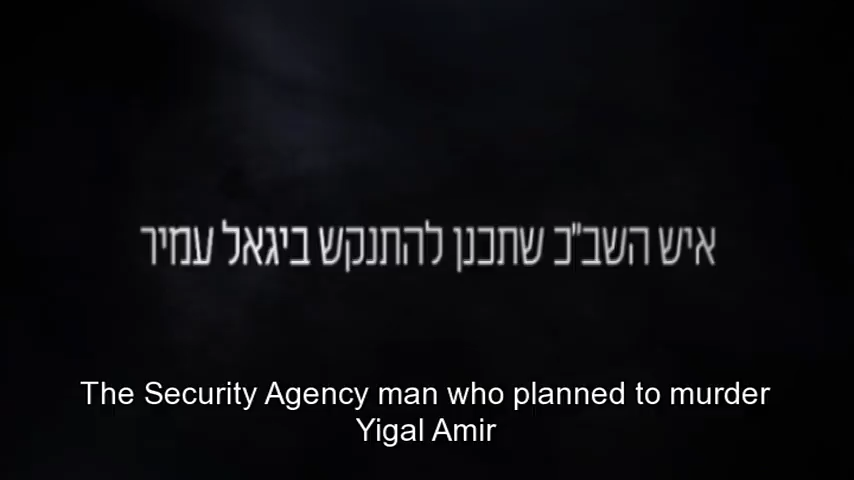 איש השב"כ שתכנן להתנקש ביגאל עמיר
The Security Agency man who planned to murder
Yigal Amir